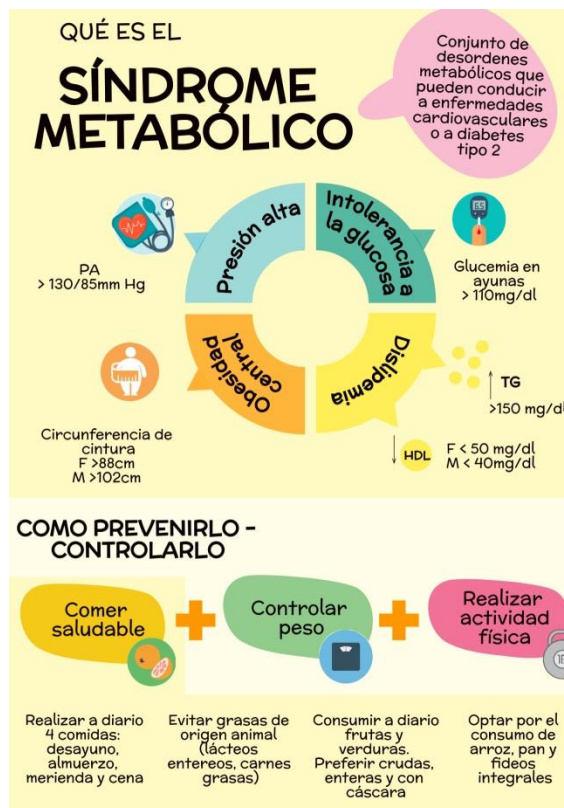 QUÉ ES EL
SÍNDROME
METABÓLICO
Conjunto de
desordenes
metabólicos que
pueden conducir
a enfermedades
cardiovasculares
o a diabetes
tipo 2
Presión alta
Intolerancia a
la glucosa
PA
> 130/85mm Hg
Glucemia en
ayunas
> 110mg/dl
Obesidad
central
Dislipemia
TG
>150 mg/dl
Circunferencia de
cintura
F >88cm
M >102cm
HDL
F < 50 mg/dl
M < 40mg/dl
COMO PREVENIRLO -
CONTROLARLO
Comer
saludable
Controlar
peso
Realizar
actividad
física
Realizar a diario
4 comidas:
desayuno,
almuerzo,
merienda y cena
Evitar grasas de
origen animal
(lácteos
entereos, carnes
grasas)
Consumir a diario
frutas y
verduras.
Preferir crudas,
enteras y con
cáscara
Optar por el
consumo de
arroz, pan y
fideos
integrales